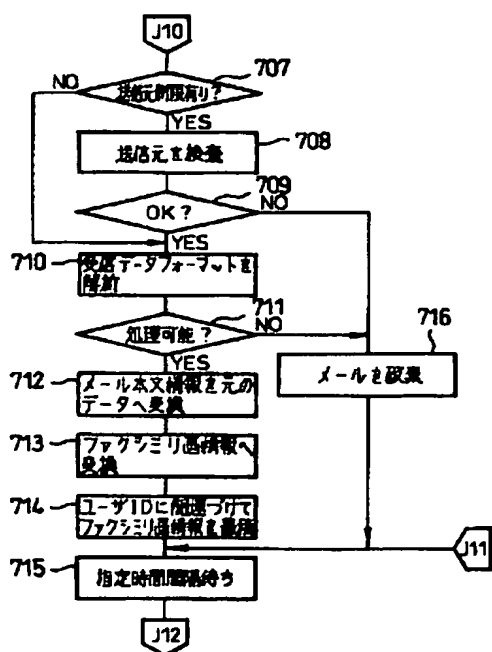 J10
707
送信元制限有り?
NO
YES
708
送信元を検査
709
OK?
NO
YES
710
受信データフォーマットを
解析
711
処理可能?
NO
716
YES
メールを破棄
712
メール本文情報を元の
データへ変換
713
ファクシミリ画情報へ
変換
714
ユーザIDに関連づけて
ファクシミリ画情報を蓄積
J11
715
指定時間間隔待ち
J12